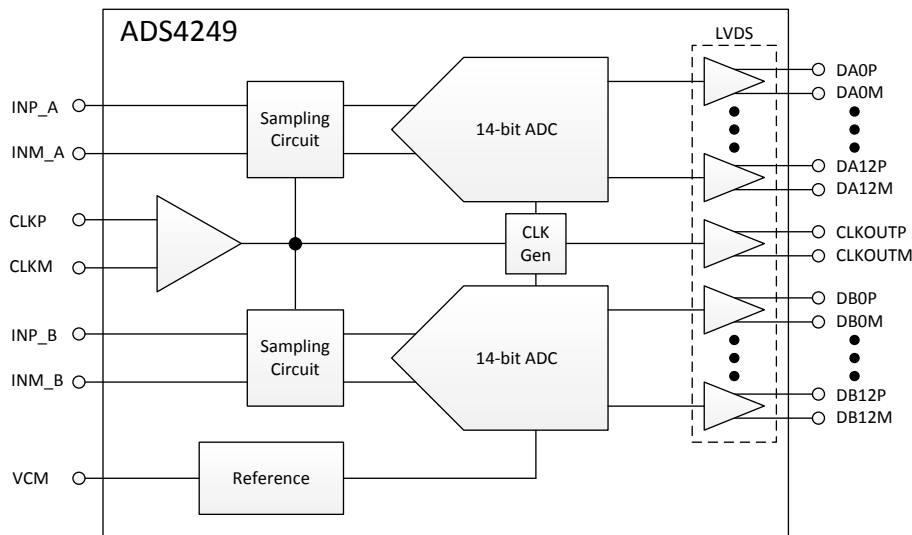 ADS4249
LVDS
INP_A
INM_A
Sampling
Circuit
14-bit ADC
DA0P
DA0M
DA12P
DA12M
CLKP
CLKM
CLK
Gen
CLKOUTP
CLKOUTM
INP_B
INM_B
Sampling
Circuit
14-bit ADC
DB0P
DB0M
DB12P
DB12M
VCM
Reference